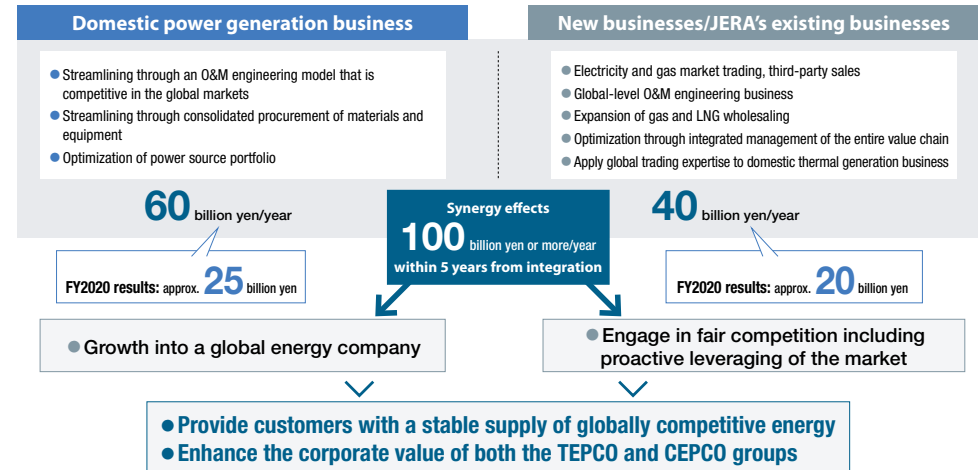 Domestic power generation business
● Streamlining through an O&M engineering model that is
competitive in the global markets
● Streamlining through consolidated procurement of materials and
equipment
● Optimization of power source portfolio
60 billion yen/year
FY2020 results: approx. 25 billion yen
New businesses/JERA's existing businesses
● Electricity and gas market trading, third-party sales
● Global-level O&M engineering business
● Expansion of gas and LNG wholesaling
● Optimization through integrated management of the entire value chain
● Apply global trading expertise to domestic thermal generation business
40 billion yen/year
FY2020 results: approx. 20 billion yen
Synergy effects
100 billion yen or more/year
within 5 years from integration
● Growth into a global energy company
● Engage in fair competition including
proactive leveraging of the market
● Provide customers with a stable supply of globally competitive energy
● Enhance the corporate value of both the TEPCO and CEPCO groups